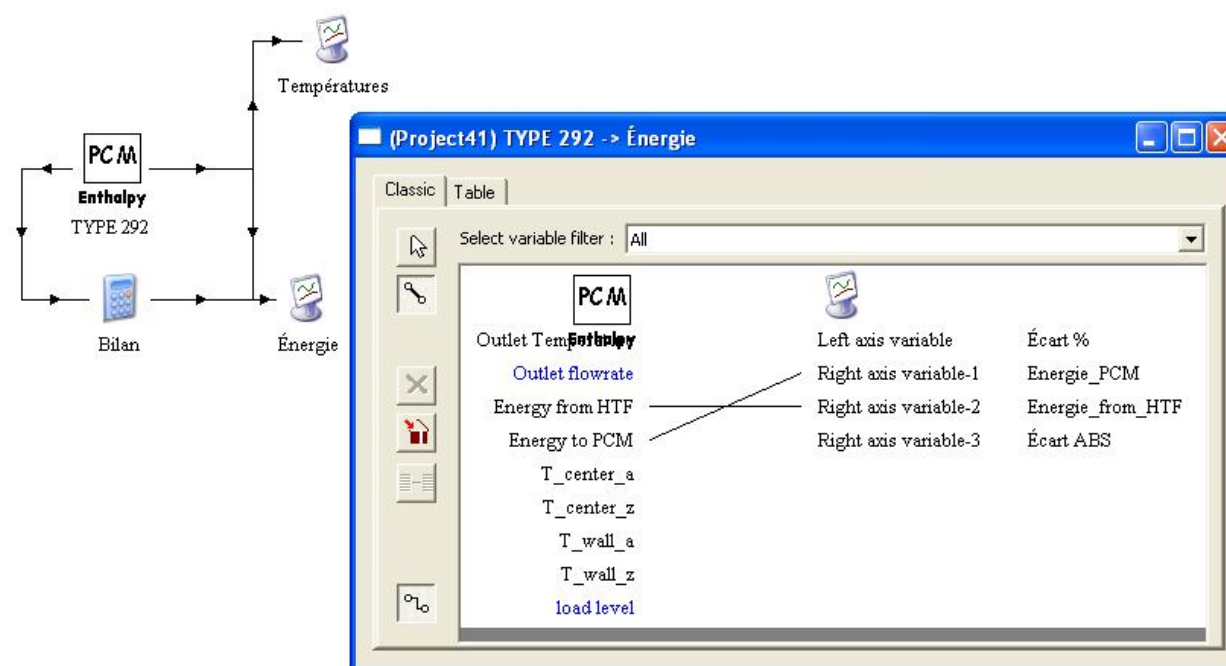 Températures
PCM
Enthalpy
TYPE 292
Bilan
Énergie
(Project41) TYPE 292 -> Énergie
Classic Table
Select variable filter : All
PCM
Enthalpy
Left axis variable Écart %
Outlet flowrate Right axis variable-1 Energie_PCM
Energy from HTF Right axis variable-2 Energie_from_HTF
Energy to PCM Right axis variable-3 Écart ABS
T_center_a
T_center_z
T_wall_a
T_wall_z
load level